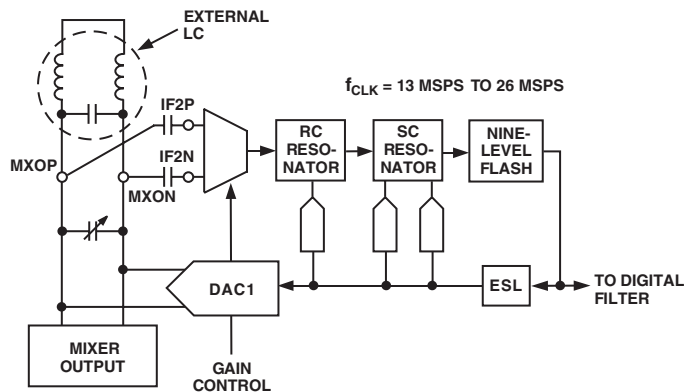 EXTERNAL
LC
f_CLK = 13 MSPS TO 26 MSPS
IF2P
RC
RESO-
NATOR
SC
RESO-
NATOR
NINE-
LEVEL
FLASH
MXOP
IF2N
MXON
DAC1
ESL
TO DIGITAL
FILTER
MIXER
OUTPUT
GAIN
CONTROL